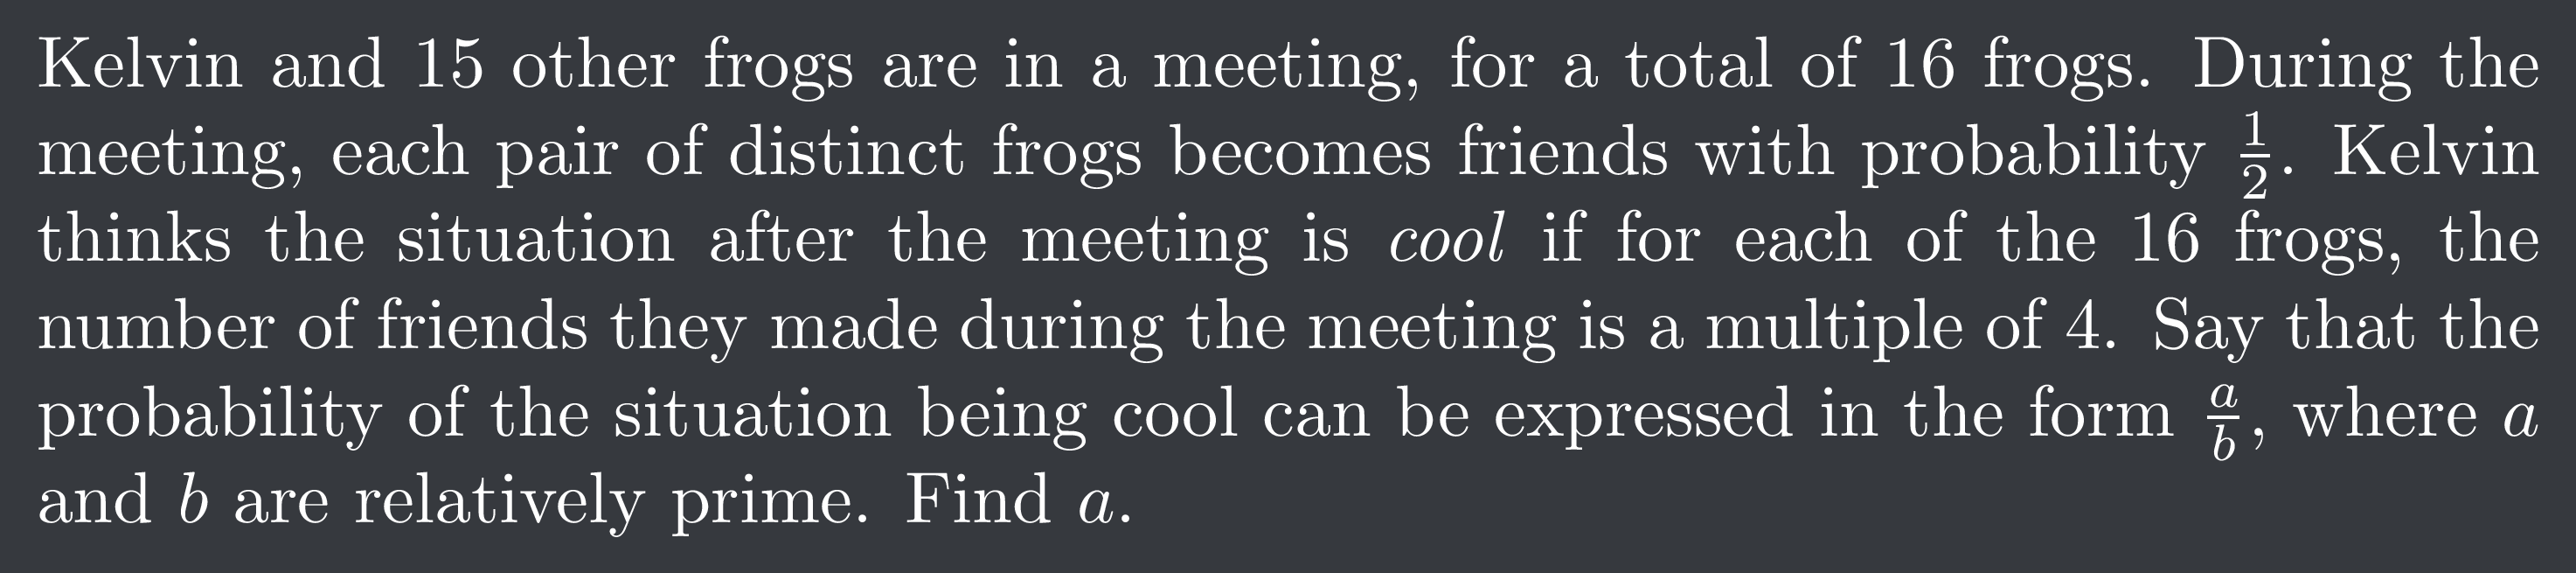 Kelvin and 15 other frogs are in a meeting, for a total of 16 frogs. During the
meeting, each pair of distinct frogs becomes friends with probability $\frac{1}{2}$. Kelvin
thinks the situation after the meeting is cool if for each of the 16 frogs, the
number of friends they made during the meeting is a multiple of 4. Say that the
probability of the situation being cool can be expressed in the form $\frac{a}{b}$, where a
and b are relatively prime. Find a.